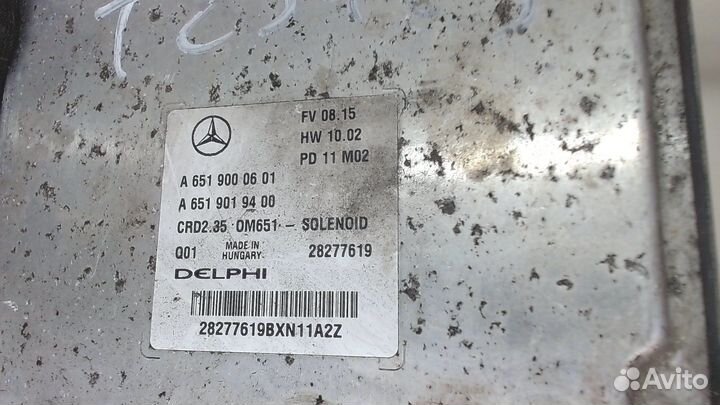 FV 08.15
HW 10.02
PD 11 M02
A 651 900 06 01
A 651 901 94 00
CRD2.35 OM651 - SOLENOID
Q01 MADE IN HUNGARY 28277619
DELPHI
28277619BXN11A2Z
Avito